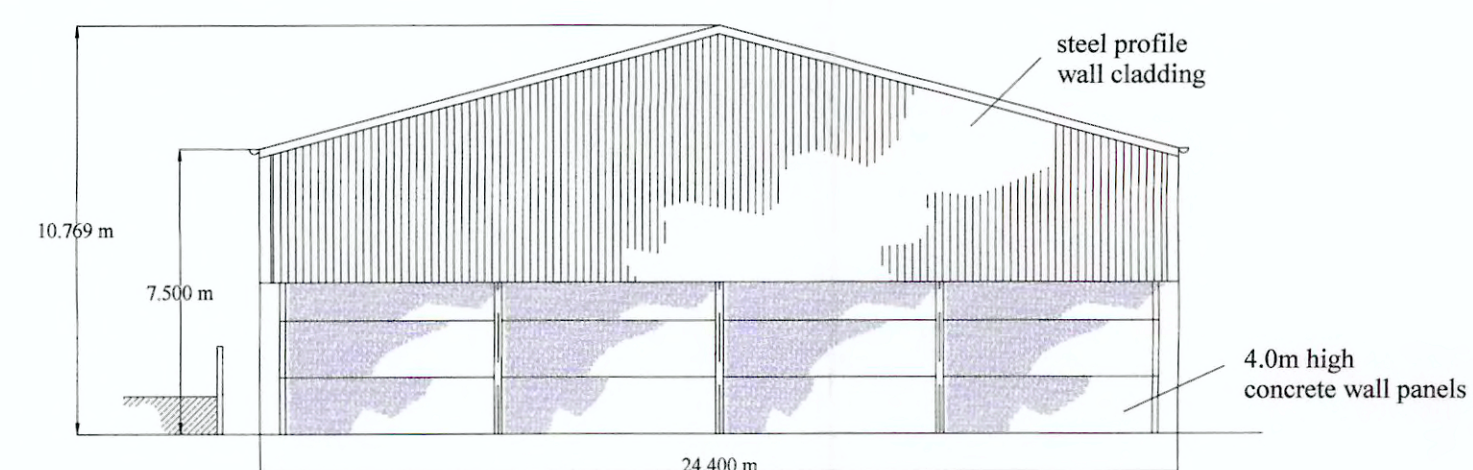 steel profile
wall cladding
10.769 m
7.500 m
4.0m high
concrete wall panels
24.400 m